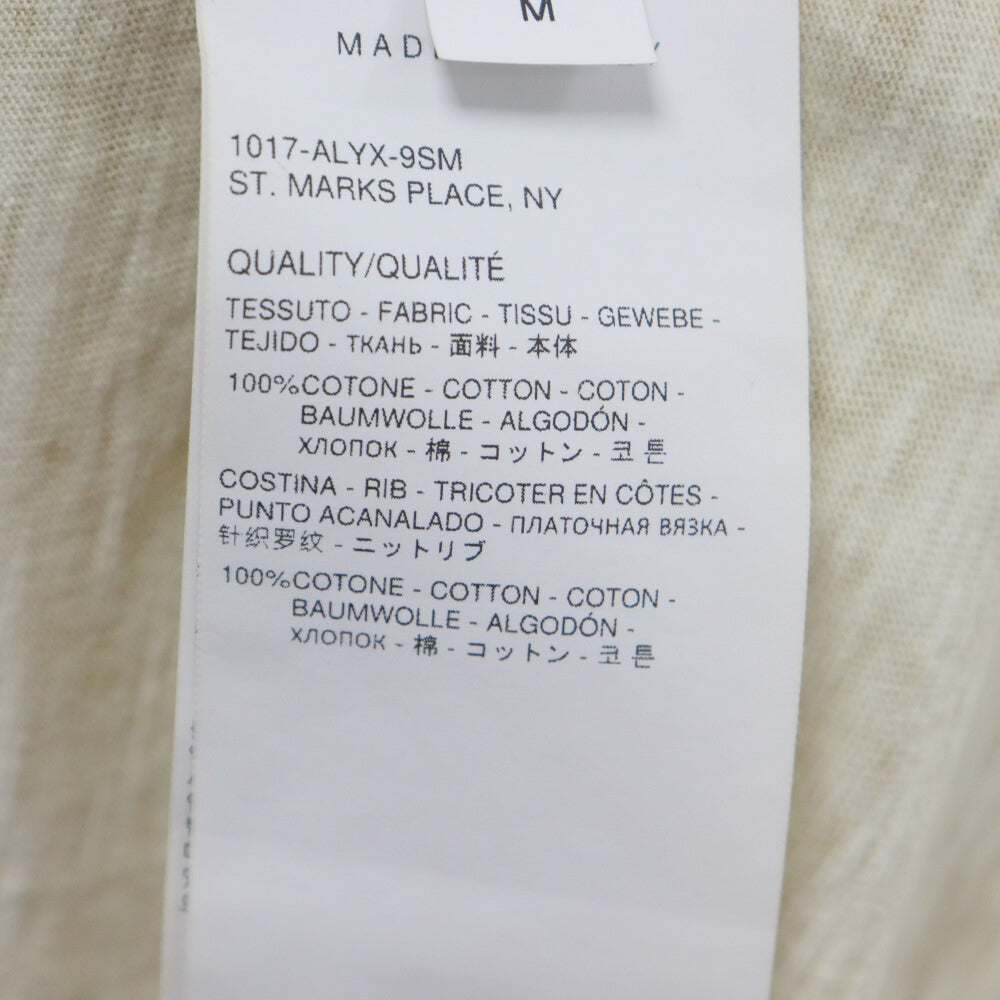 M
MAD
1017-ALYX-9SM
ST. MARKS PLACE, NY
QUALITY/QUALITÉ
TESSUTO - FABRIC - TISSU - GEWEBE -
TEJIDO - ТКАНЬ - 面料 - 本体
100%COTONE - COTTON - COTON -
BAUMWOLLE - ALGODÓN -
ХЛОПОК - 棉 - コットン - 코튼
COSTINA - RIB - TRICOTER EN CÔTES -
PUNTO ACANALADO - ПЛАТОЧНАЯ ВЯЗКА -
针织罗纹 - ニットリブ
100%COTONE - COTTON - COTON -
BAUMWOLLE - ALGODÓN -
ХЛОПОК - 棉 - コットン - 코튼